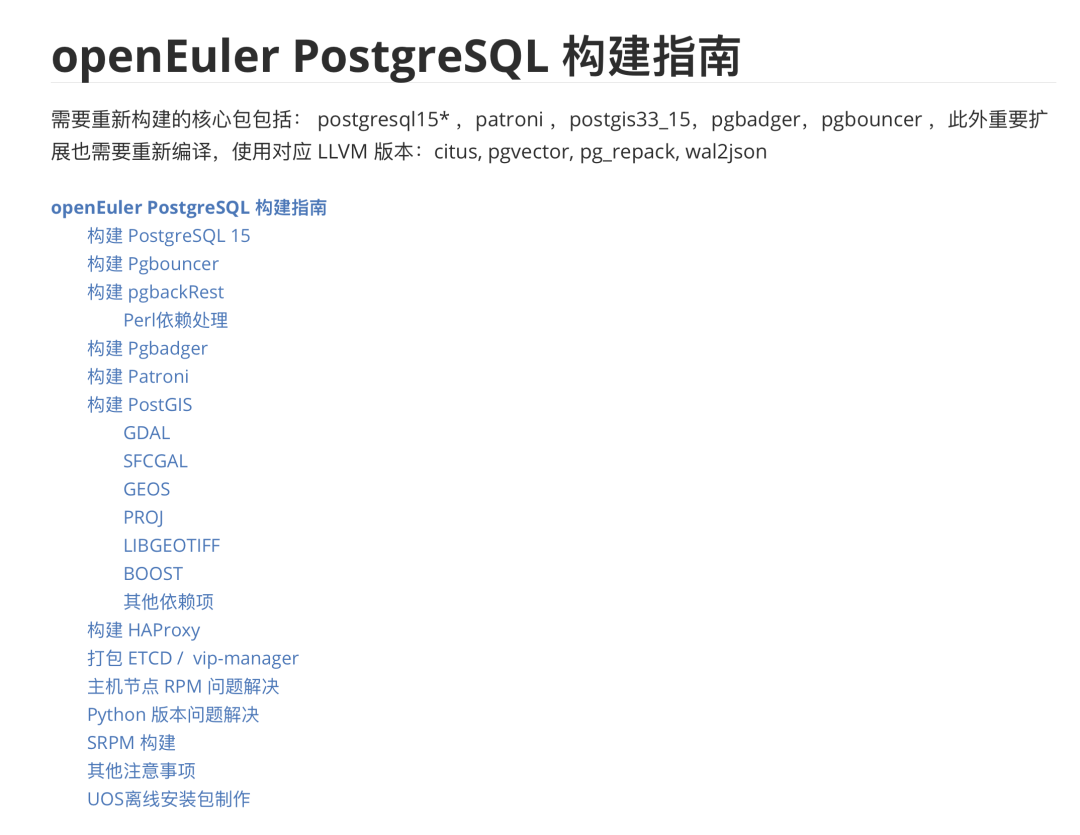 openEuler PostgreSQL 构建指南
需要重新构建的核心包包括： postgresql15* ，patroni ，postgis33_15，pgbadger，pgbouncer ，此外重要扩
展也需要重新编译，使用对应 LLVM 版本：citus, pgvector, pg_repack, wal2json
openEuler PostgreSQL 构建指南
构建 PostgreSQL 15
构建 Pgbouncer
构建 pgbackRest
Perl依赖处理
构建 Pgbadger
构建 Patroni
构建 PostGIS
GDAL
SFCGAL
GEOS
PROJ
LIBGEOTIFF
BOOST
其他依赖项
构建 HAProxy
打包 ETCD / vip-manager
主机节点 RPM 问题解决
Python 版本问题解决
SRPM 构建
其他注意事项
UOS离线安装包制作